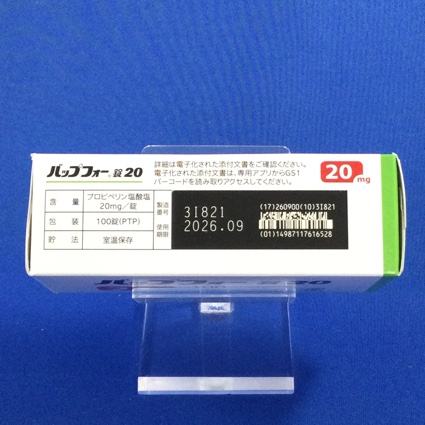 バップフォー®錠20
詳細は電子化された添付文書をご確認ください。
電子化された添付文書は、専用アプリからGS1
バーコードを読み取りアクセスしてください。
20mg
含量 プロピベリン塩酸塩 20mg/錠
包装 100錠(PTP)
貯法 室温保存
製造番号 3I821
使用期限 2026.09
(17)260900(10)3I821
(01)14987117616528